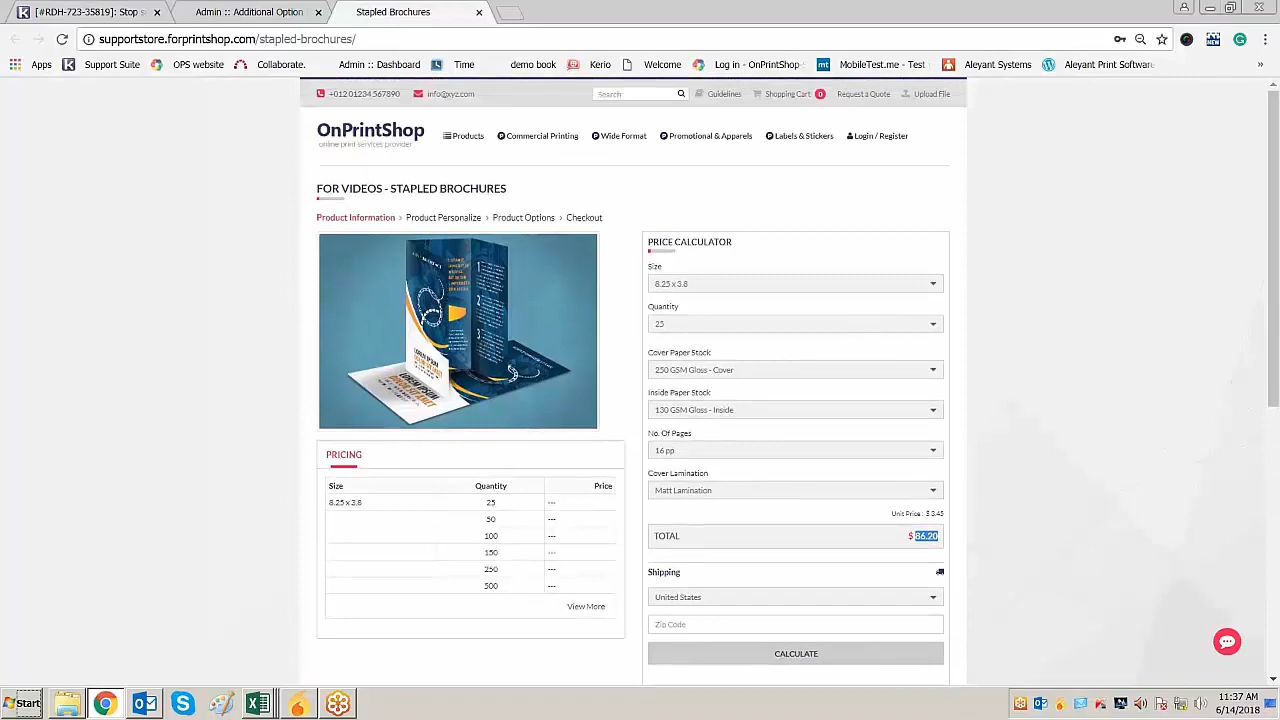 [#RDH-723-35819]: Stop s
Admin :: Additional Option
Stapled Brochures
supportstore.forprintshop.com/stapled-brochures/
Apps
Support Suite
OPS website
Collaborate.
Admin :: Dashboard
Time
demo book
Kerio
Welcome
Log in - OnPrintShop
MobileTest.me - Test
Aleyant Systems
Aleyant Print Software
»
+012 01234 567890
info@xyz.com
Search
Guidelines
Shopping Cart 0
Request a Quote
Upload File
OnPrintShop
online print services provider
Products
Commercial Printing
Wide Format
Promotional & Apparels
Labels & Stickers
Login / Register
FOR VIDEOS - STAPLED BROCHURES
Product Information › Product Personalize › Product Options › Checkout
PRICE CALCULATOR
Size
8.25 x 3.8
Quantity
25
Cover Paper Stock
250 GSM Gloss - Cover
Inside Paper Stock
130 GSM Gloss - Inside
No. Of Pages
16 pp
Cover Lamination
Matt Lamination
Unit Price : $ 3.45
TOTAL $ 86.20
Shipping
United States
Zip Code
CALCULATE
PRICING
Size Quantity Price
8.25 x 3.8 25 ---
50 ---
100 ---
150 ---
250 ---
500 ---
View More
Start
11:37 AM
6/14/2018